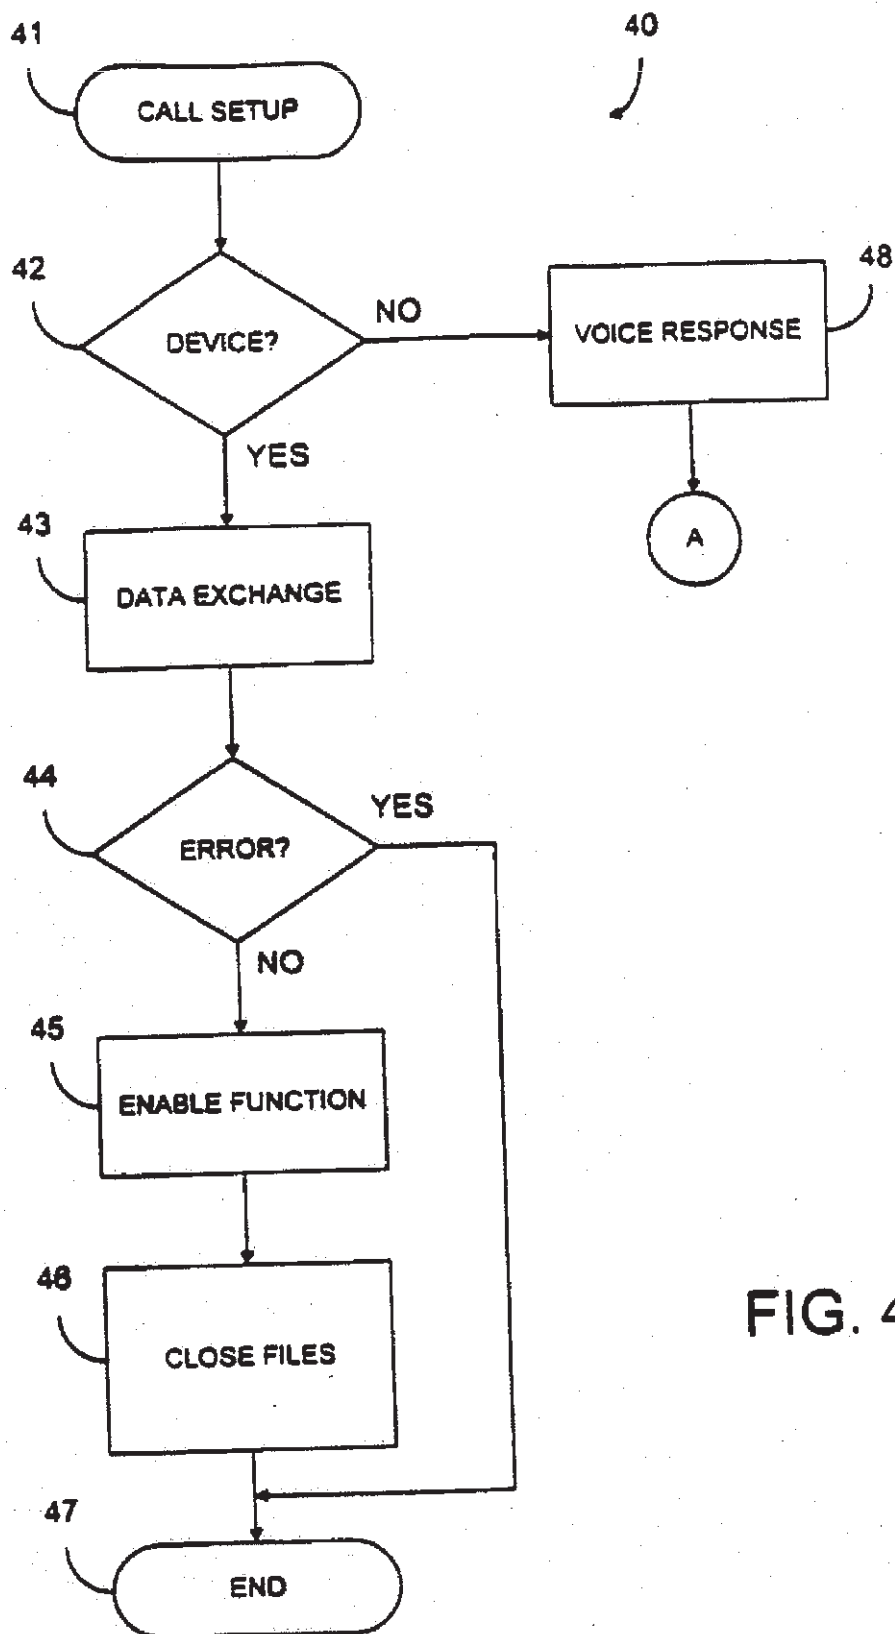 41
40
CALL SETUP
42
48
DEVICE?
NO
VOICE RESPONSE
YES
A
43
DATA EXCHANGE
44
YES
ERROR?
NO
45
ENABLE FUNCTION
46
CLOSE FILES
FIG. 4
47
END